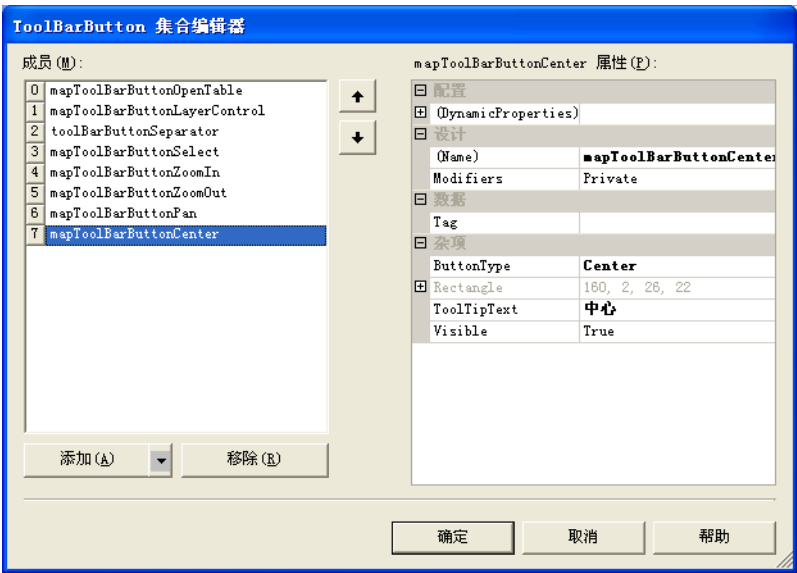 ToolBarButton 集合编辑器
成员(M):
0 mapToolBarButtonOpenTable
1 mapToolBarButtonLayerControl
2 toolBarButtonSeparator
3 mapToolBarButtonSelect
4 mapToolBarButtonZoomIn
5 mapToolBarButtonZoomOut
6 mapToolBarButtonPan
7 mapToolBarButtonCenter
添加(A)
移除(R)
mapToolBarButtonCenter 属性(P):
配置
(DynamicProperties)
设计
(Name) mapToolBarButtonCenter
Modifiers Private
数据
Tag
杂项
ButtonType Center
Rectangle 160, 2, 26, 22
ToolTipText 中心
Visible True
确定
取消
帮助